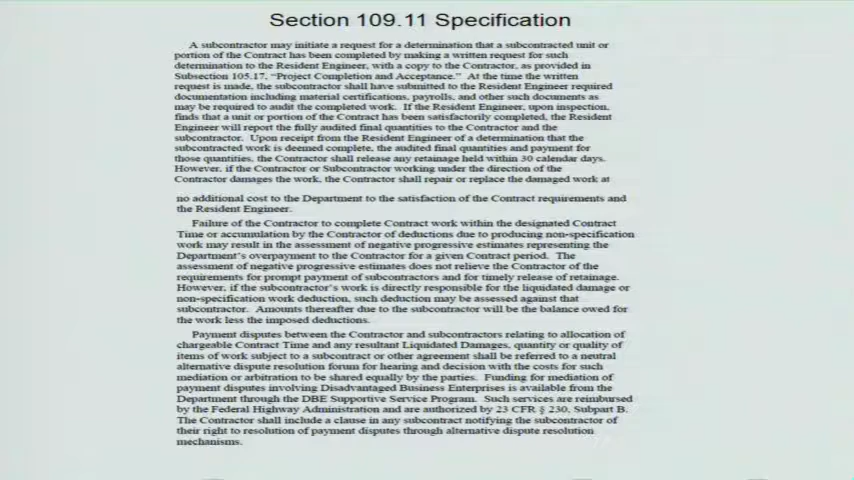 Section 109.11 Specification
A subcontractor may initiate a request for a determination that a subcontracted unit or
portion of the Contract has been completed by making a written request for such
determination to the Resident Engineer, with a copy to the Contractor, as provided in
Subsection 105.17, “Project Completion and Acceptance.” At the time the written
request is made, the subcontractor shall have submitted to the Resident Engineer required
documentation including material certifications, payrolls, and other such documents as
may be required to audit the completed work. If the Resident Engineer, upon inspection,
finds that a unit or portion of the Contract has been satisfactorily completed, the Resident
Engineer will report the fully audited final quantities to the Contractor and the
subcontractor. Upon receipt from the Resident Engineer of a determination that the
subcontracted work is deemed complete, the audited final quantities and payment for
those quantities, the Contractor shall release any retainage held within 30 calendar days.
However, if the Contractor or Subcontractor working under the direction of the
Contractor damages the work, the Contractor shall repair or replace the damaged work at
no additional cost to the Department to the satisfaction of the Contract requirements and
the Resident Engineer.
Failure of the Contractor to complete Contract work within the designated Contract
Time or accumulation by the Contractor of deductions due to producing non-specification
work may result in the assessment of negative progressive estimates representing the
Department’s overpayment to the Contractor for a given Contract period. The
assessment of negative progressive estimates does not relieve the Contractor of the
requirements for prompt payment of subcontractors and for timely release of retainage.
However, if the subcontractor’s work is directly responsible for the liquidated damage or
non-specification work deduction, such deduction may be assessed against that
subcontractor. Amounts thereafter due to the subcontractor will be the balance owed for
the work less the imposed deductions.
Payment disputes between the Contractor and subcontractors relating to allocation of
chargeable Contract Time and any resultant Liquidated Damages, quantity or quality of
items of work subject to a subcontract or other agreement shall be referred to a neutral
alternative dispute resolution forum for hearing and decision with the costs for such
mediation or arbitration to be shared equally by the parties. Funding for mediation of
payment disputes involving Disadvantaged Business Enterprises is available from the
Department through the DBE Supportive Service Program. Such services are reimbursed
by the Federal Highway Administration and are authorized by 23 CFR § 230, Subpart B.
The Contractor shall include a clause in any subcontract notifying the subcontractor of
their right to resolution of payment disputes through alternative dispute resolution
mechanisms.